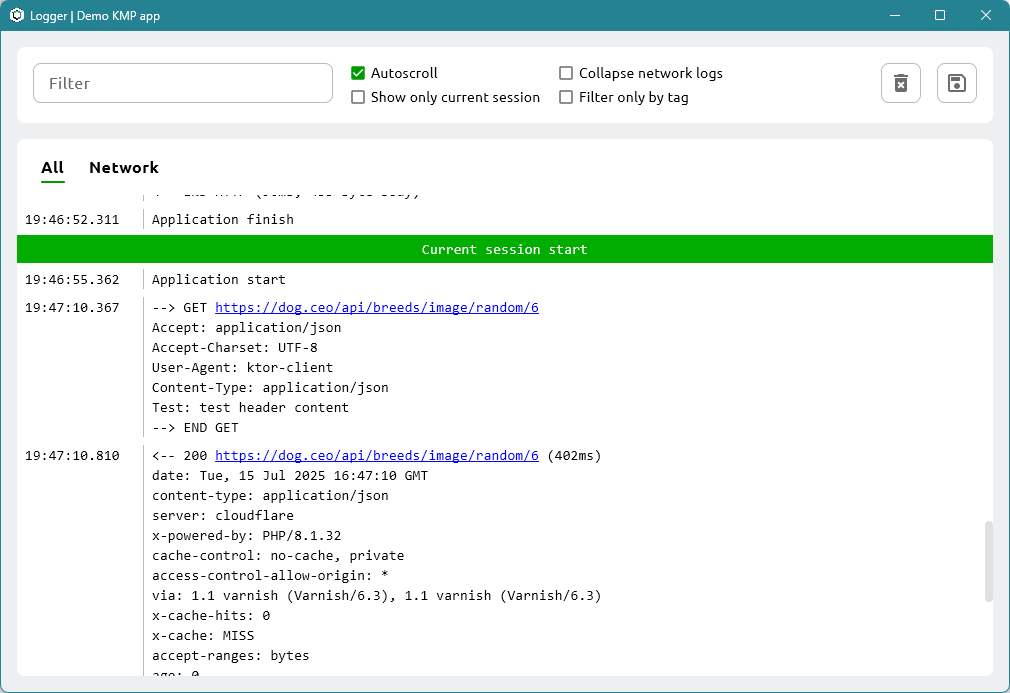 Logger | Demo KMP app
Filter
Autoscroll
Collapse network logs
Show only current session
Filter only by tag
All Network
19:46:52.311 Application finish
Current session start
19:46:55.362 Application start
19:47:10.367 --> GET https://dog.ceo/api/breeds/image/random/6
Accept: application/json
Accept-Charset: UTF-8
User-Agent: ktor-client
Content-Type: application/json
Test: test header content
--> END GET
19:47:10.810 <-- 200 https://dog.ceo/api/breeds/image/random/6 (402ms)
date: Tue, 15 Jul 2025 16:47:10 GMT
content-type: application/json
server: cloudflare
x-powered-by: PHP/8.1.32
cache-control: no-cache, private
access-control-allow-origin: *
via: 1.1 varnish (Varnish/6.3), 1.1 varnish (Varnish/6.3)
x-cache-hits: 0
x-cache: MISS
accept-ranges: bytes
age: 0